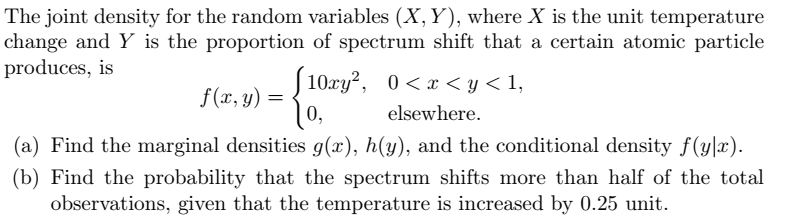 The joint density for the random variables (X, Y), where X is the unit temperature
change and Y is the proportion of spectrum shift that a certain atomic particle
produces, is
f(x, y) = { 10xy², 0 < x < y < 1,
0, elsewhere.
(a) Find the marginal densities g(x), h(y), and the conditional density f(y|x).
(b) Find the probability that the spectrum shifts more than half of the total
observations, given that the temperature is increased by 0.25 unit.